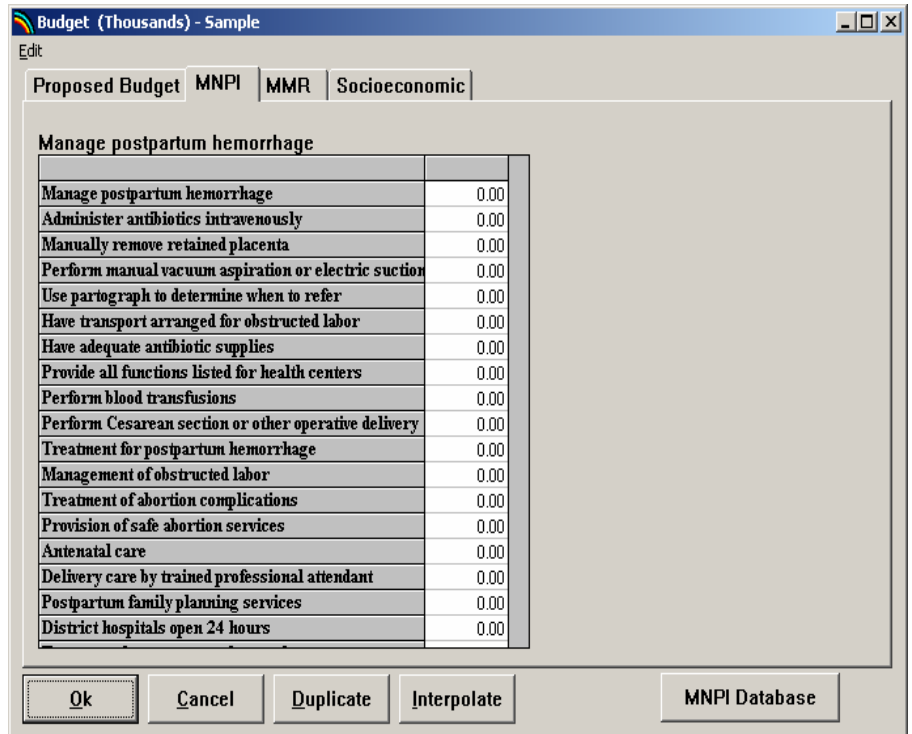 Budget (Thousands) - Sample
Edit
Proposed Budget MNPI MMR Socioeconomic
Manage postpartum hemorrhage
Manage postpartum hemorrhage 0.00
Administer antibiotics intravenously 0.00
Manually remove retained placenta 0.00
Perform manual vacuum aspiration or electric suction 0.00
Use partograph to determine when to refer 0.00
Have transport arranged for obstructed labor 0.00
Have adequate antibiotic supplies 0.00
Provide all functions listed for health centers 0.00
Perform blood transfusions 0.00
Perform Cesarean section or other operative delivery 0.00
Treatment for postpartum hemorrhage 0.00
Management of obstructed labor 0.00
Treatment of abortion complications 0.00
Provision of safe abortion services 0.00
Antenatal care 0.00
Delivery care by trained professional attendant 0.00
Postpartum family planning services 0.00
District hospitals open 24 hours 0.00
Ok Cancel Duplicate Interpolate MNPI Database